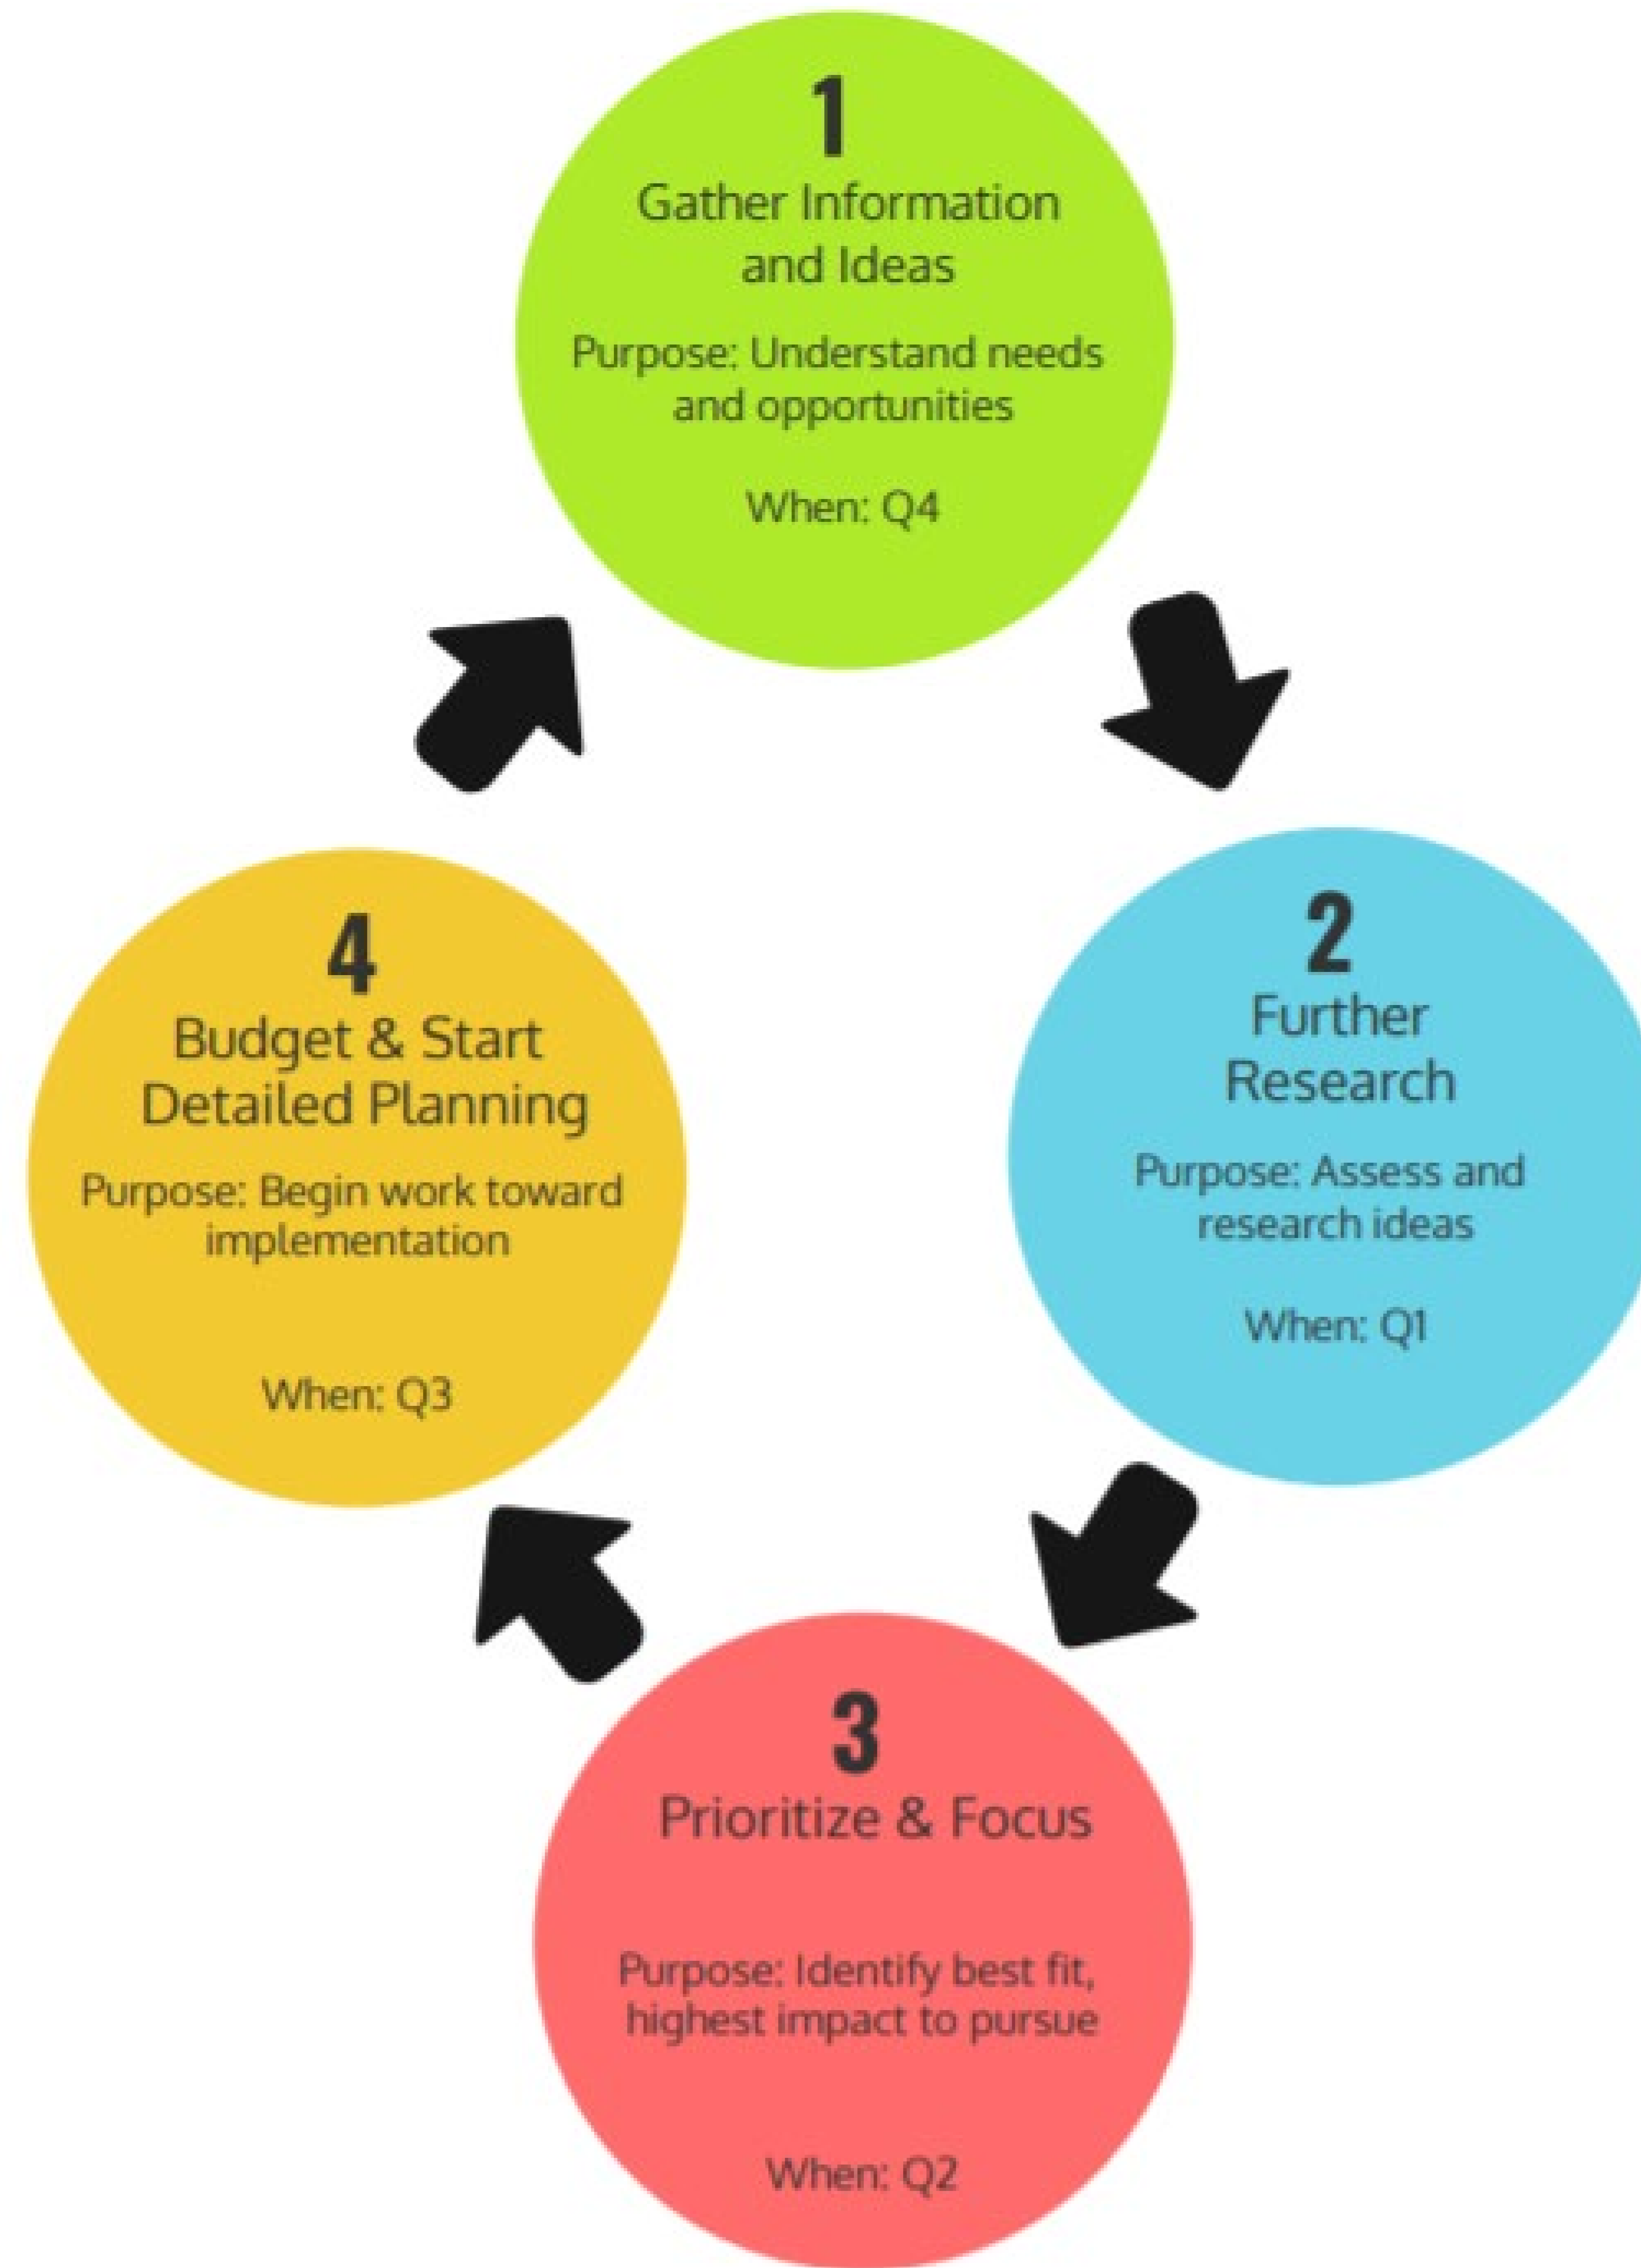 1
Gather Information
and Ideas
Purpose: Understand needs
and opportunities
When: Q4
2
Further
Research
Purpose: Assess and
research ideas
When: Q1
3
Prioritize & Focus
Purpose: Identify best fit,
highest impact to pursue
When: Q2
4
Budget & Start
Detailed Planning
Purpose: Begin work toward
implementation
When: Q3